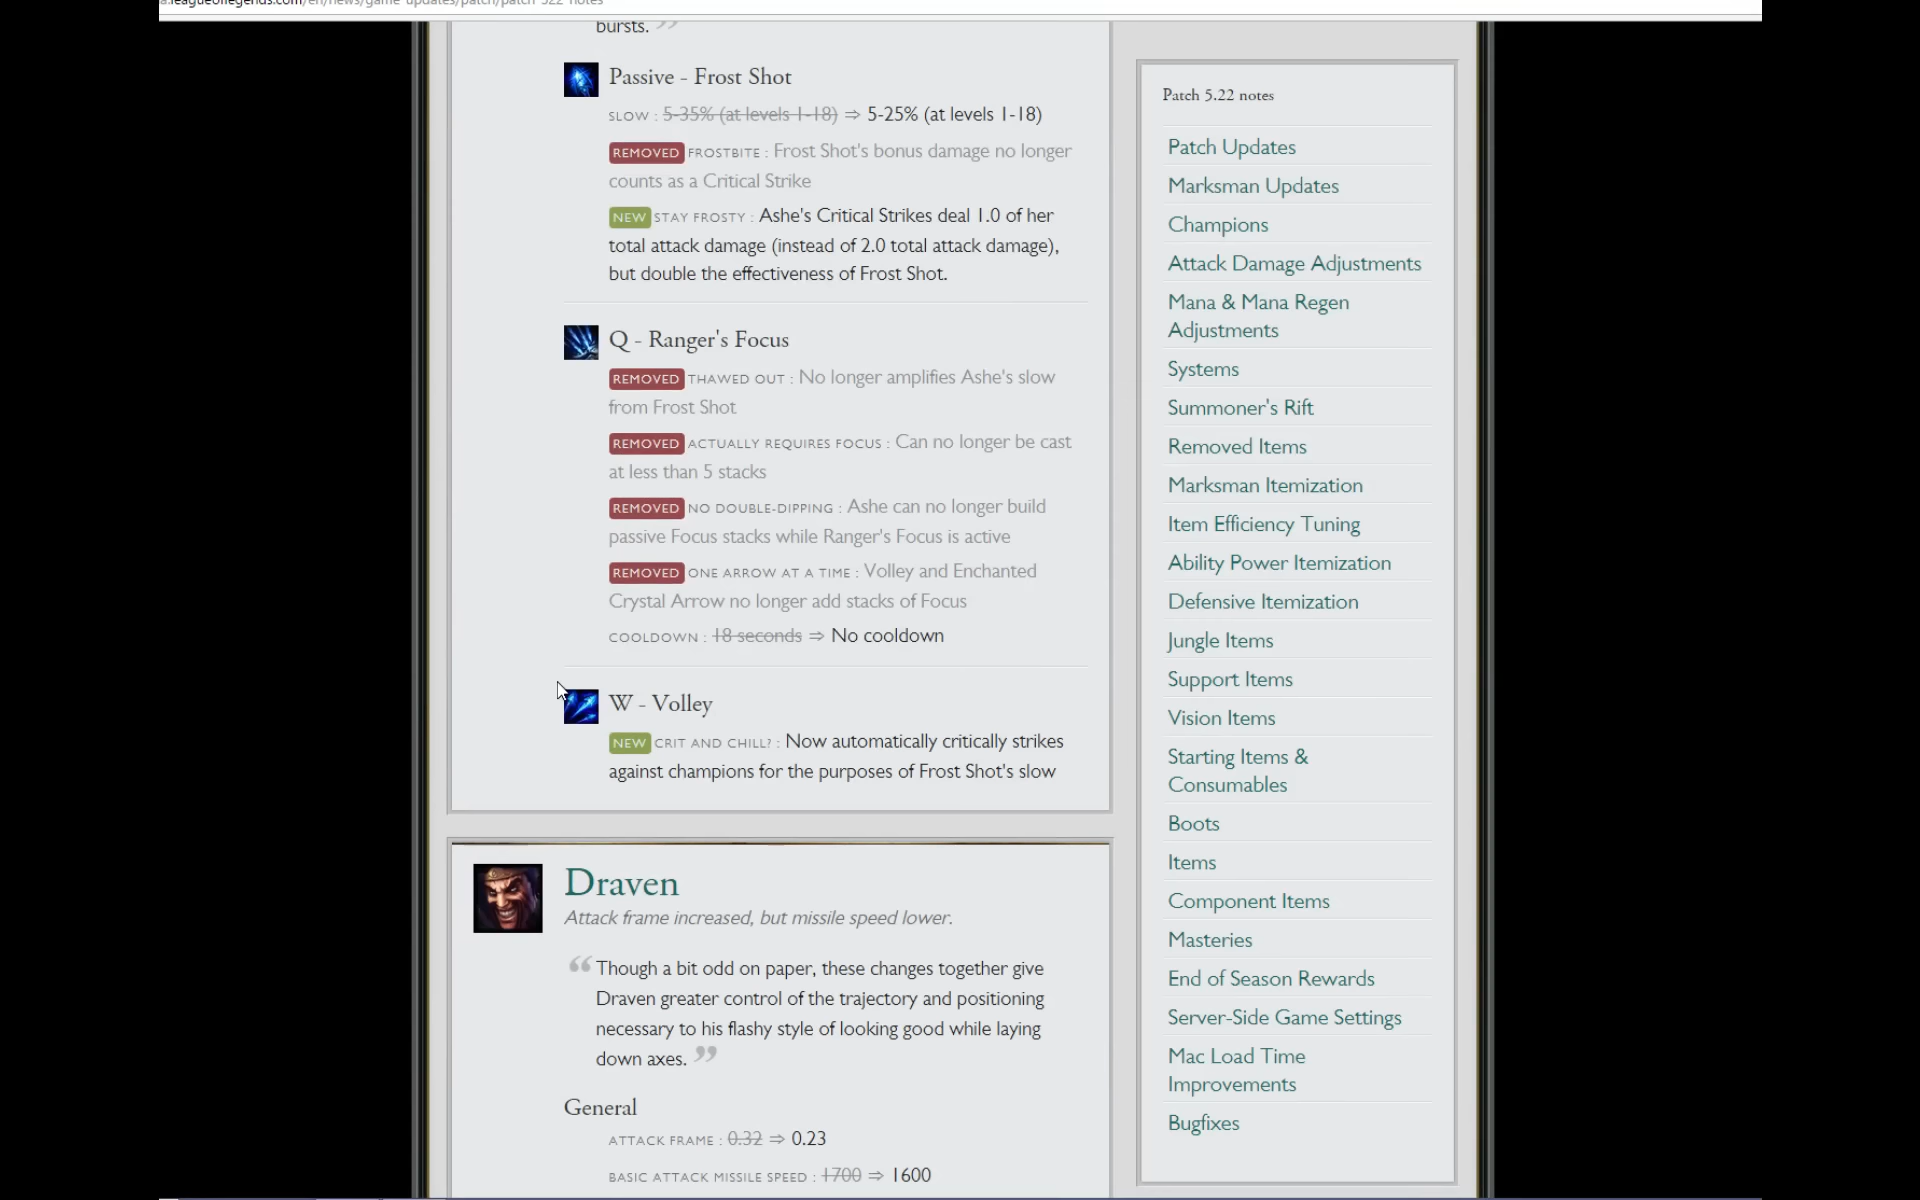 a.leagueoflegends.com/en/news/game-updates/patch/patch-522-notes
bursts. ”
Passive - Frost Shot
SLOW : 5-35% (at levels 1-18) ⇒ 5-25% (at levels 1-18)
REMOVED FROSTBITE : Frost Shot's bonus damage no longer
counts as a Critical Strike
NEW STAY FROSTY : Ashe's Critical Strikes deal 1.0 of her
total attack damage (instead of 2.0 total attack damage),
but double the effectiveness of Frost Shot.
Q - Ranger's Focus
REMOVED THAWED OUT : No longer amplifies Ashe's slow
from Frost Shot
REMOVED ACTUALLY REQUIRES FOCUS : Can no longer be cast
at less than 5 stacks
REMOVED NO DOUBLE-DIPPING : Ashe can no longer build
passive Focus stacks while Ranger's Focus is active
REMOVED ONE ARROW AT A TIME : Volley and Enchanted
Crystal Arrow no longer add stacks of Focus
COOLDOWN : 18 seconds ⇒ No cooldown
W - Volley
NEW CRIT AND CHILL? : Now automatically critically strikes
against champions for the purposes of Frost Shot's slow
Draven
Attack frame increased, but missile speed lower.
“ Though a bit odd on paper, these changes together give
Draven greater control of the trajectory and positioning
necessary to his flashy style of looking good while laying
down axes. ”
General
ATTACK FRAME : 0.32 ⇒ 0.23
BASIC ATTACK MISSILE SPEED : 1700 ⇒ 1600
Patch 5.22 notes
Patch Updates
Marksman Updates
Champions
Attack Damage Adjustments
Mana & Mana Regen
Adjustments
Systems
Summoner's Rift
Removed Items
Marksman Itemization
Item Efficiency Tuning
Ability Power Itemization
Defensive Itemization
Jungle Items
Support Items
Vision Items
Starting Items &
Consumables
Boots
Items
Component Items
Masteries
End of Season Rewards
Server-Side Game Settings
Mac Load Time
Improvements
Bugfixes